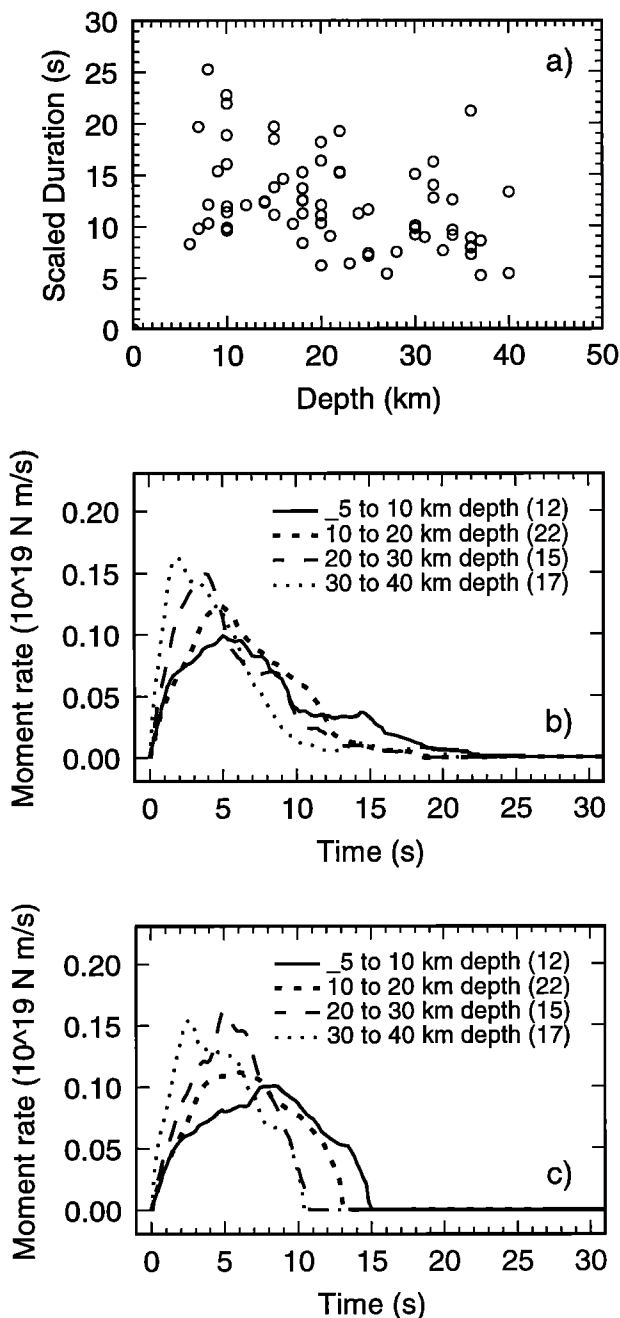 30
25
20
15
10
5
0
Scaled Duration (s)
a)
0 10 20 30 40 50
Depth (km)
Moment rate (10^19 N m/s)
0.20
0.15
0.10
0.05
0.00
_5 to 10 km depth (12)
10 to 20 km depth (22)
20 to 30 km depth (15)
30 to 40 km depth (17)
b)
0 5 10 15 20 25 30
Time (s)
Moment rate (10^19 N m/s)
0.20
0.15
0.10
0.05
0.00
_5 to 10 km depth (12)
10 to 20 km depth (22)
20 to 30 km depth (15)
30 to 40 km depth (17)
c)
0 5 10 15 20 25 30
Time (s)